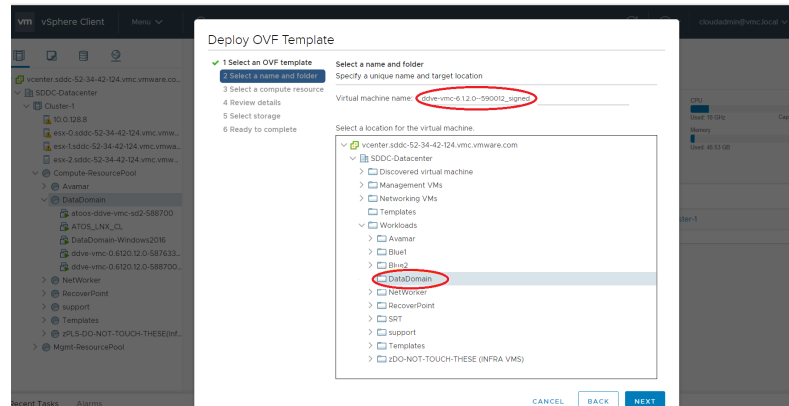 vm vSphere Client Menu cloudadmin@vmc.local
vcenter.sddc-52-34-42-124.vmc.vmware.co...
SDDC-Datacenter
Cluster-1
10.0.128.8
esx-0.sddc-52-34-42-124.vmc.vmw...
esx-1.sddc-52-34-42-124.vmc.vmwa...
esx-2.sddc-52-34-42-124.vmc.vmw...
Compute-ResourcePool
Avamar
DataDomain
atoos-ddve-vmc-sd2-588700
ATOS_LNX_CL
DataDomain-Windows2016
ddve-vmc-0.6120.12.0-587633...
ddve-vmc-0.6120.12.0-588700...
NetWorker
RecoverPoint
support
Templates
zPLS-DO-NOT-TOUCH-THESE(Inf...
Mgmt-ResourcePool
Recent Tasks Alarms
Deploy OVF Template
1 Select an OVF template
2 Select a name and folder
3 Select a compute resource
4 Review details
5 Select storage
6 Ready to complete
Select a name and folder
Specify a unique name and target location
Virtual machine name: ddve-vmc-6.1.2.0--590012_signed
Select a location for the virtual machine.
vcenter.sddc-52-34-42-124.vmc.vmware.com
SDDC-Datacenter
Discovered virtual machine
Management VMs
Networking VMs
Templates
Workloads
Avamar
Blue1
Blue2
DataDomain
NetWorker
RecoverPoint
SRT
support
Templates
zDO-NOT-TOUCH-THESE (INFRA VMS)
CANCEL BACK NEXT
CPU
Used: 18 GHz Cap
Memory
Used: 48.53 GB
ster-1